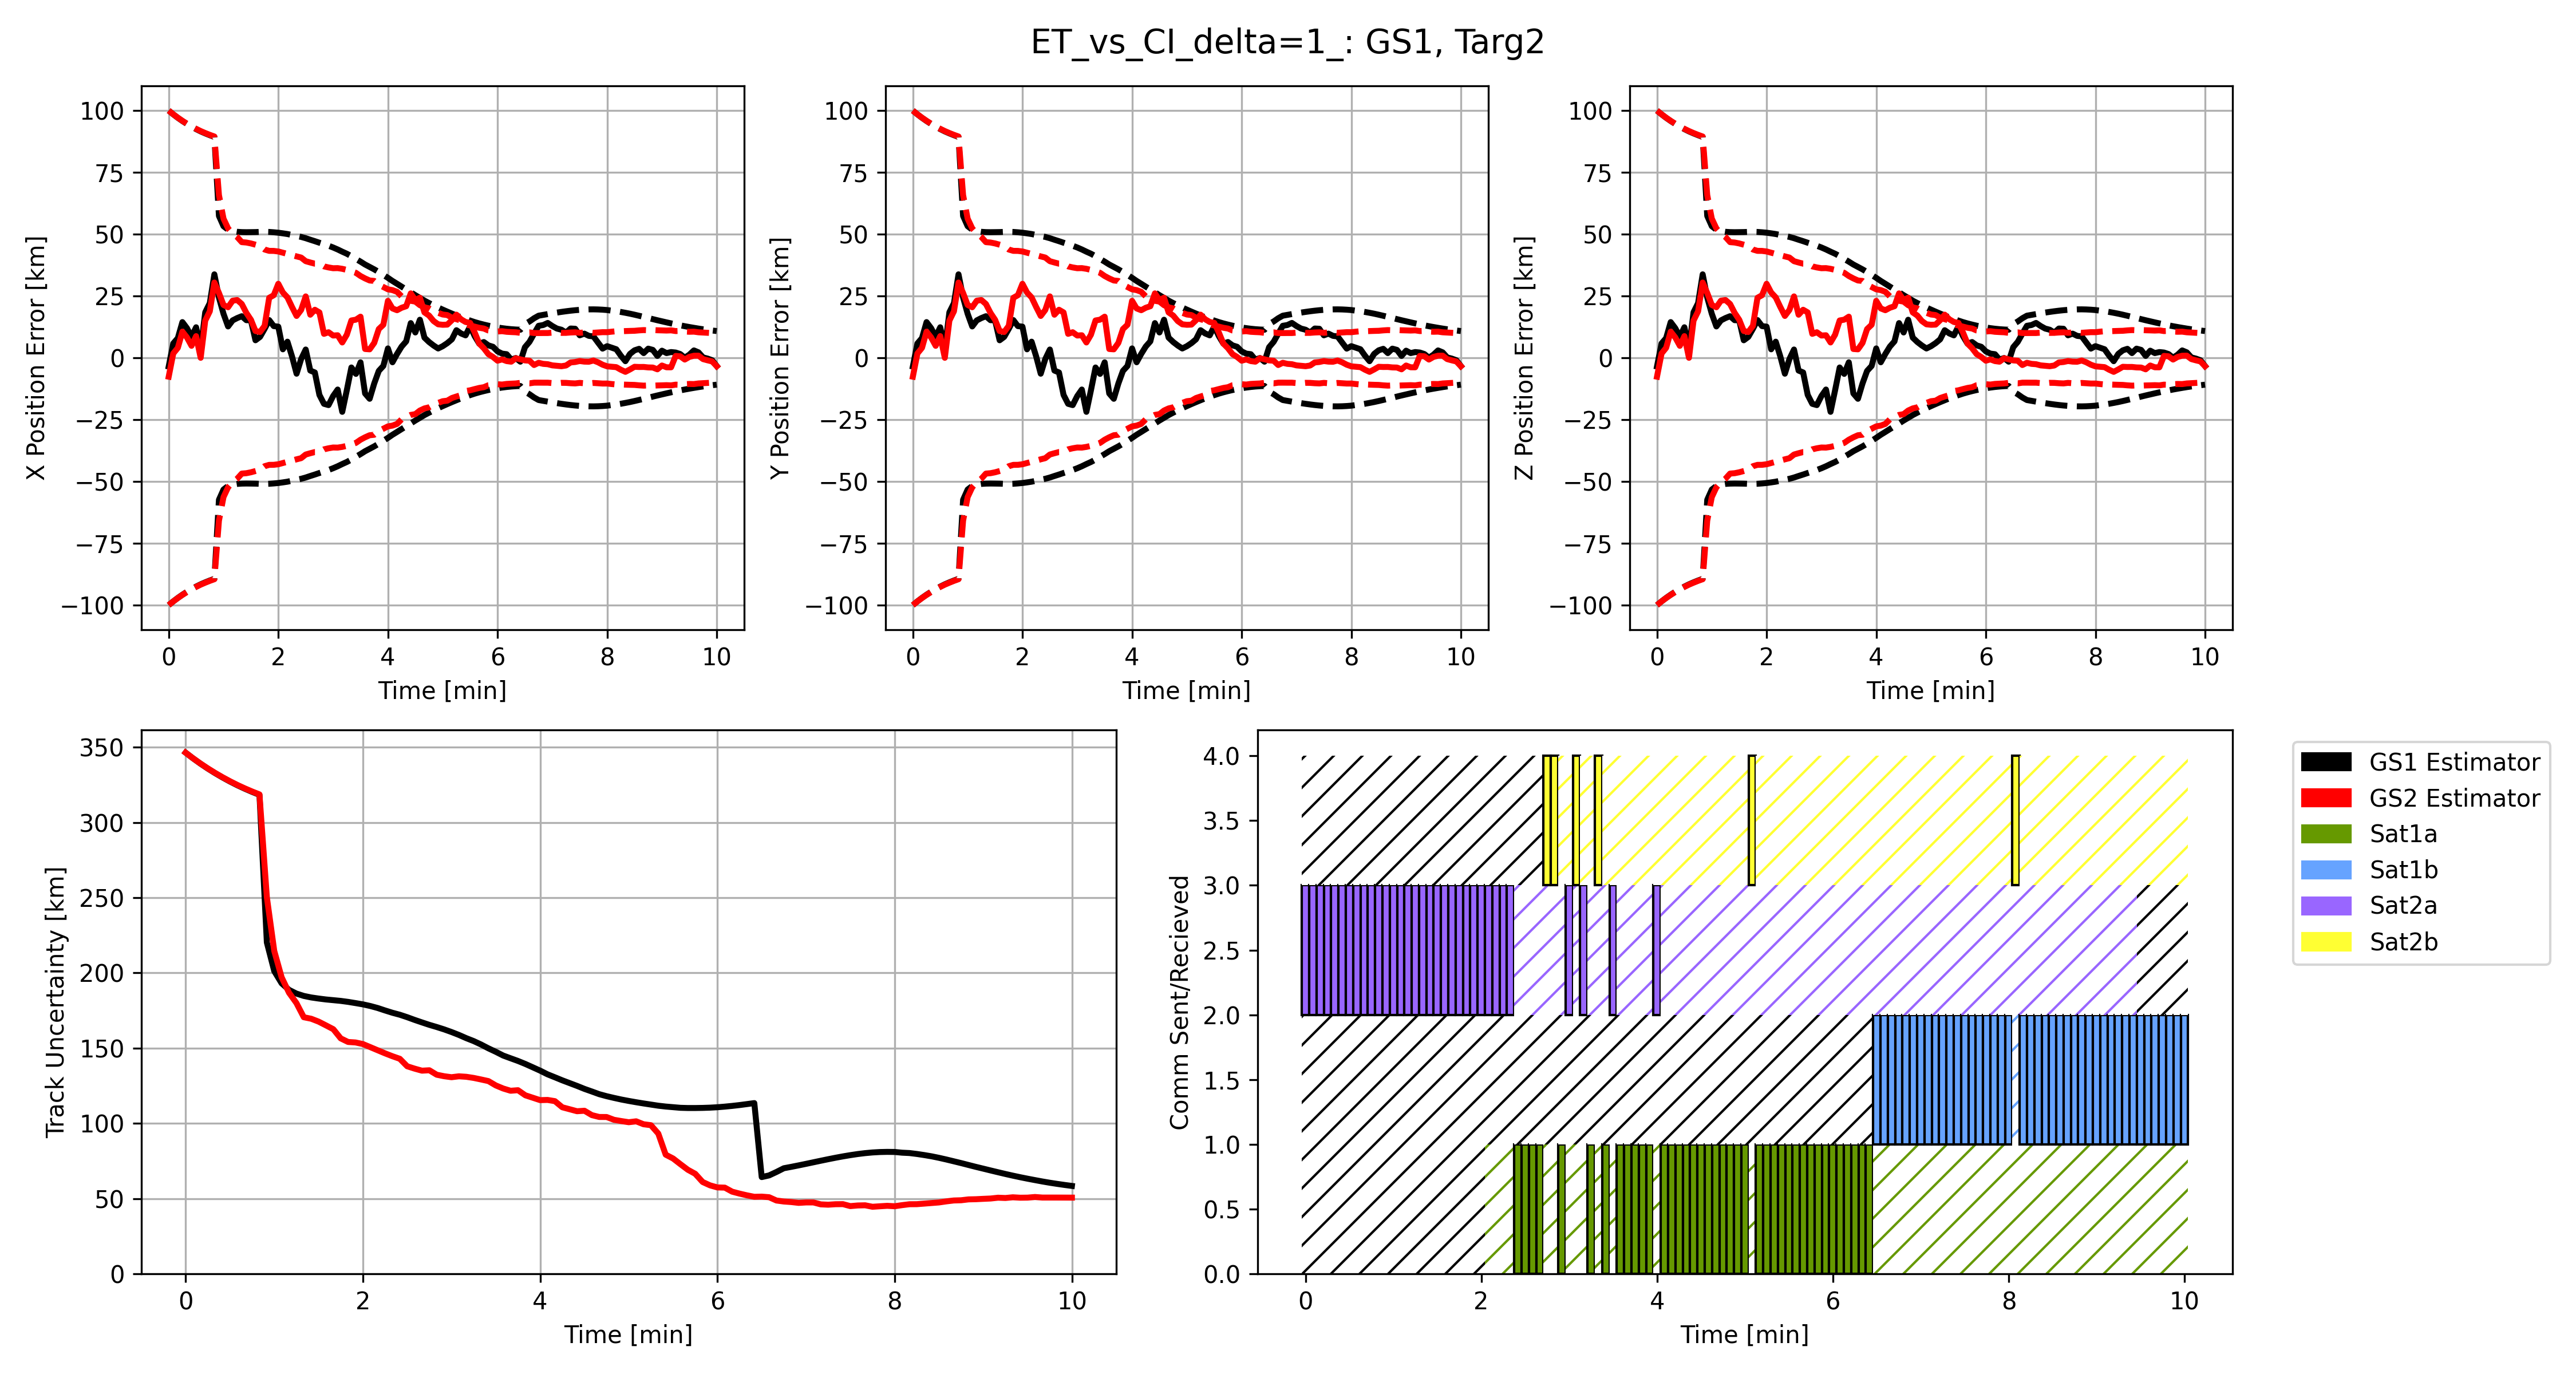 ET_vs_CI_delta=1_: GS1, Targ2
X Position Error [km]
100
75
50
25
0
−25
−50
−75
−100
0 2 4 6 8 10
Time [min]
Y Position Error [km]
100
75
50
25
0
−25
−50
−75
−100
0 2 4 6 8 10
Time [min]
Z Position Error [km]
100
75
50
25
0
−25
−50
−75
−100
0 2 4 6 8 10
Time [min]
Track Uncertainty [km]
350
300
250
200
150
100
50
0
0 2 4 6 8 10
Time [min]
Comm Sent/Recieved
4.0
3.5
3.0
2.5
2.0
1.5
1.0
0.5
0.0
0 2 4 6 8 10
Time [min]
GS1 Estimator
GS2 Estimator
Sat1a
Sat1b
Sat2a
Sat2b